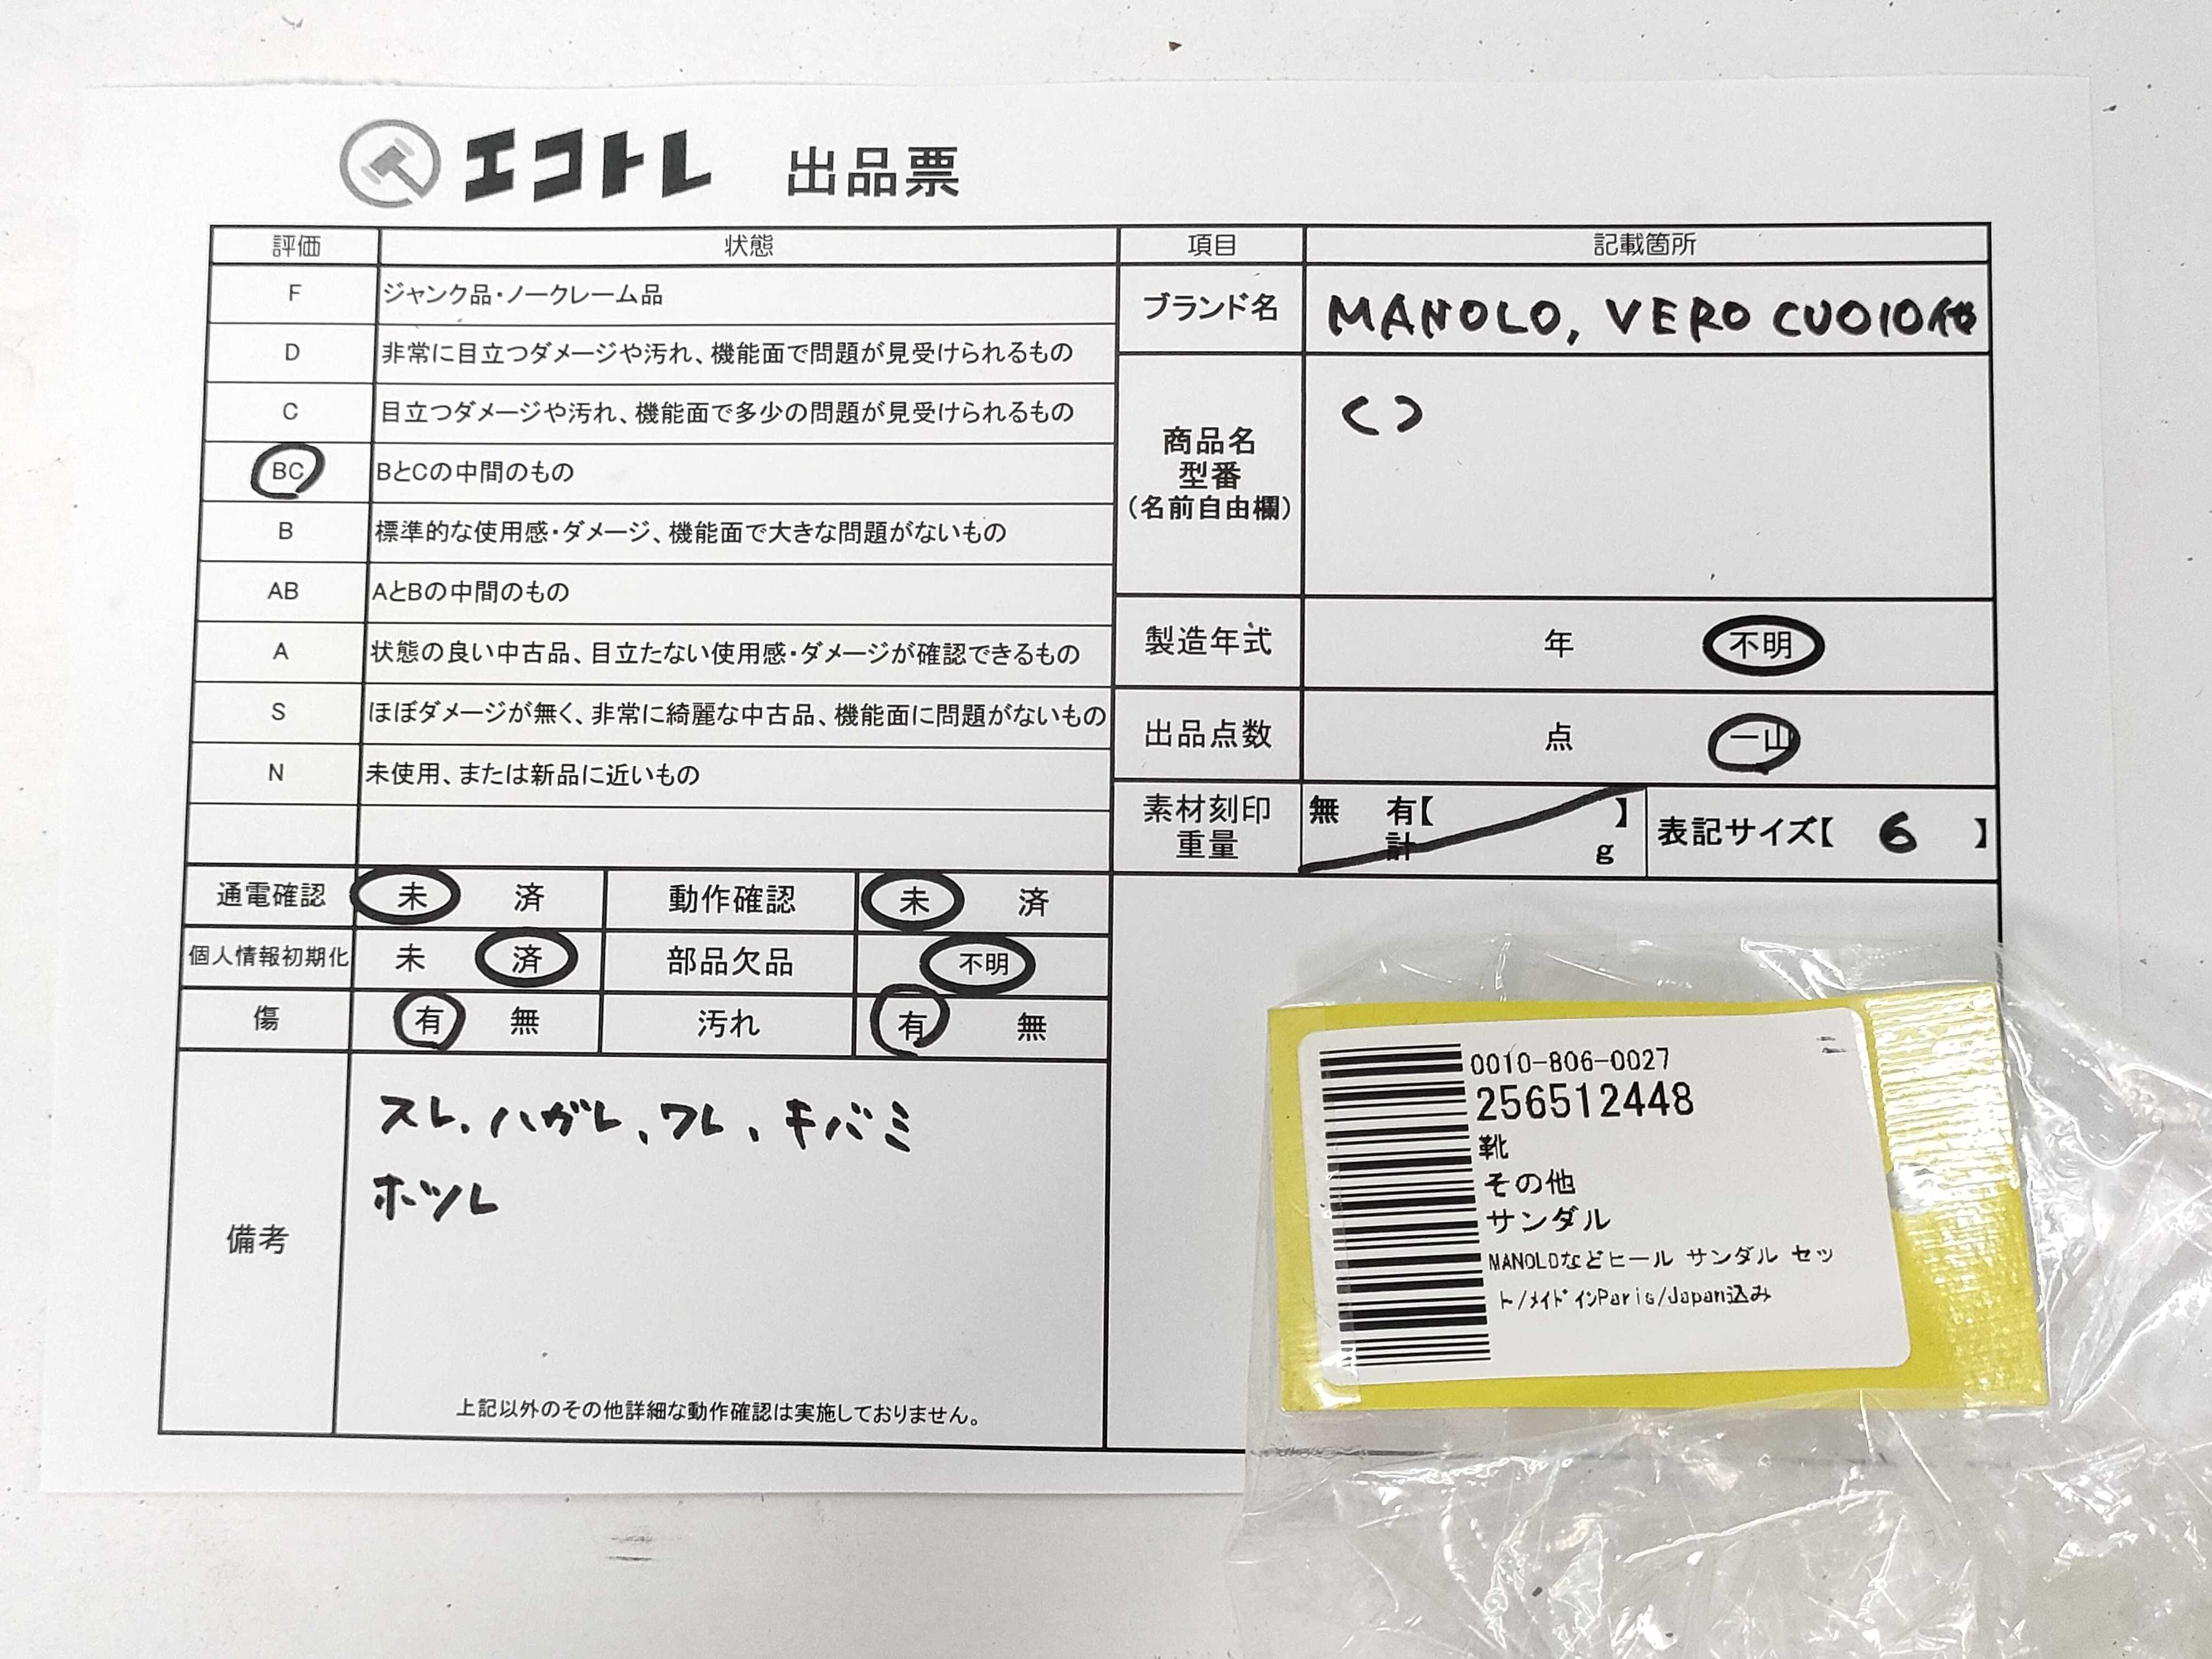 エコトレ 出品票
評価 状態
F ジャンク品・ノークレーム品
D 非常に目立つダメージや汚れ、機能面で問題が見受けられるもの
C 目立つダメージや汚れ、機能面で多少の問題が見受けられるもの
BC BとCの中間のもの
B 標準的な使用感・ダメージ、機能面で大きな問題がないもの
AB AとBの中間のもの
A 状態の良い中古品、目立たない使用感・ダメージが確認できるもの
S ほぼダメージが無く、非常に綺麗な中古品、機能面に問題がないもの
N 未使用、または新品に近いもの
通電確認 未 済 動作確認 未 済
個人情報初期化 未 済 部品欠品 不明
傷 有 無 汚れ 有 無
備考
スレ、ハガレ、ワレ、キバミ
ホツレ
上記以外のその他詳細な動作確認は実施しておりません。
項目 記載箇所
ブランド名 MANOLO, VERO CUOIO他
商品名
型番
(名前自由欄)
( )
製造年式 年 不明
出品点数 点 一山
素材刻印 無 有【 】
重量 計 g
表記サイズ【 6 】
0010-806-0027
256512448
靴
その他
サンダル
MANOLOなどヒール サンダル セッ
ト/メイドインParis/Japan込み